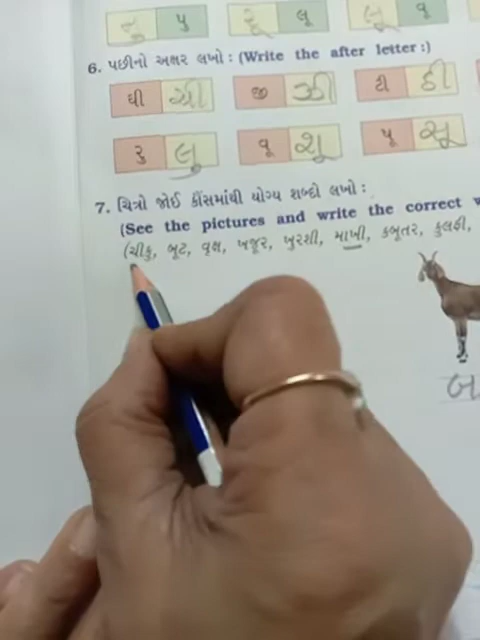 નુ પુ રૂ લૂ બૂ વૂ
6. પછીનો અક્ષર લખો : (Write the after letter :)
ઘી ચી જી ઝી ટી ઠી
રુ લુ વૂ શૂ પૂ સૂ
7. ચિત્રો જોઈ કૌંસમાંથી યોગ્ય શબ્દો લખો :
(See the pictures and write the correct
(ચીકુ, બૂટ, વૃક્ષ, ખજૂર, ખુરશી, માખી, કબૂતર, કુલફી,
બ